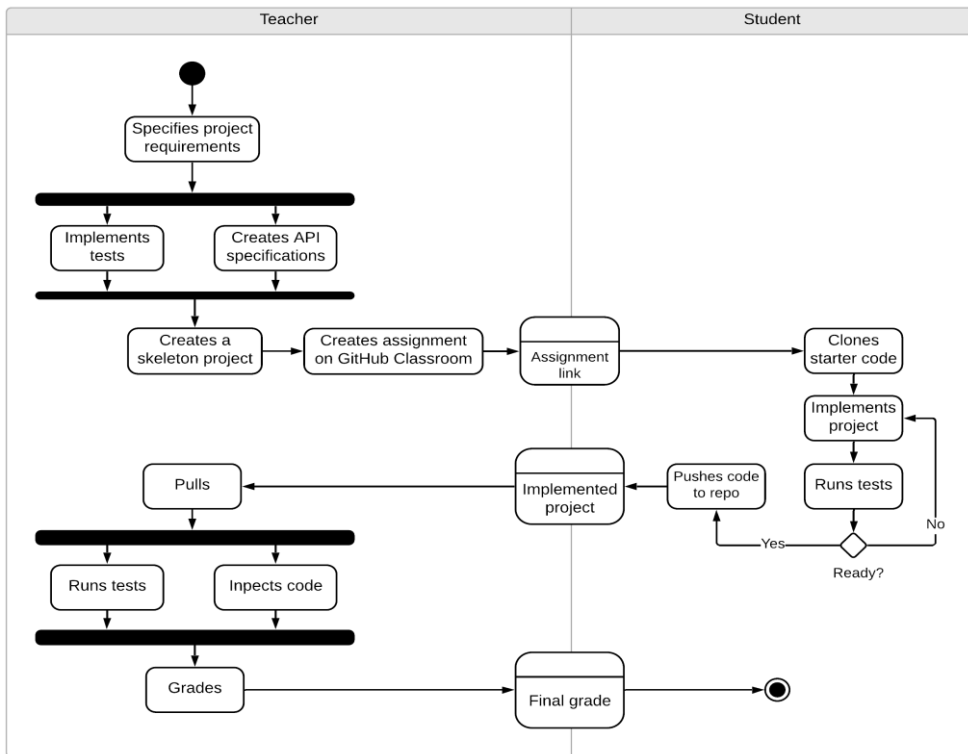 Teacher
Student
Specifies project
requirements
Implements
tests
Creates API
specifications
Creates a
skeleton project
Creates assignment
on GitHub Classroom
Assignment
link
Clones
starter code
Implements
project
Runs tests
No
Yes
Ready?
Pushes code
to repo
Implemented
project
Pulls
Runs tests
Inpects code
Grades
Final grade